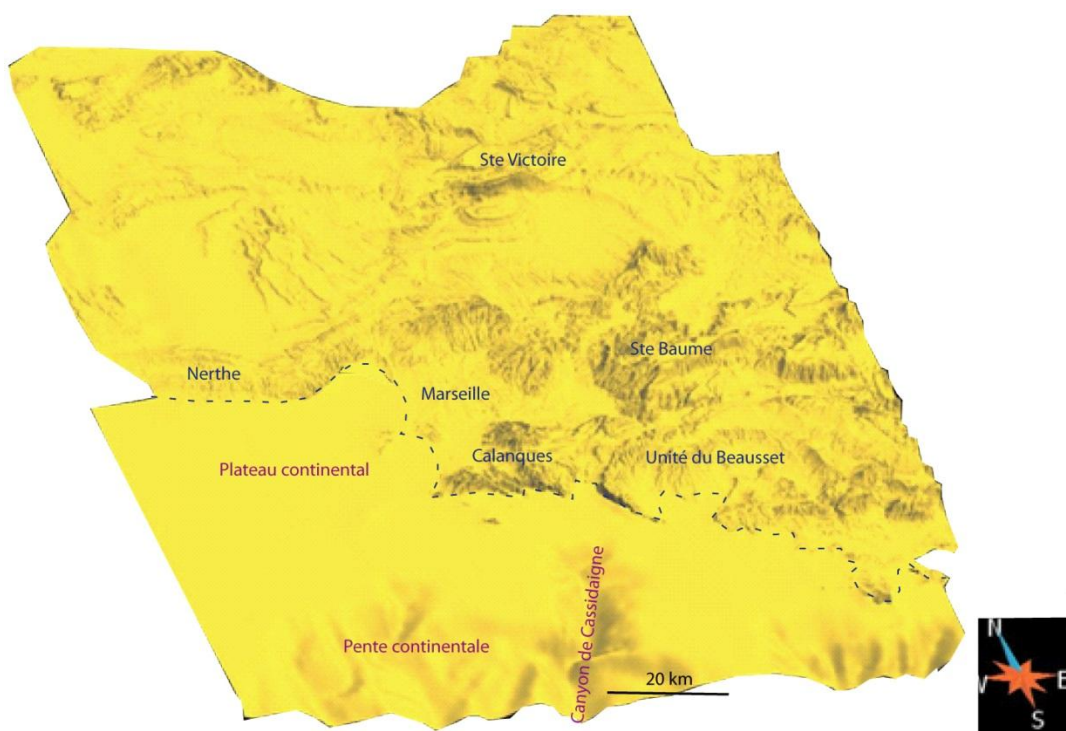 Ste Victoire
Ste Baume
Nerthe
Marseille
Calanques
Unité du Beausset
Plateau continental
Canyon de Cassidaigne
Pente continentale
20 km
N
W
E
S